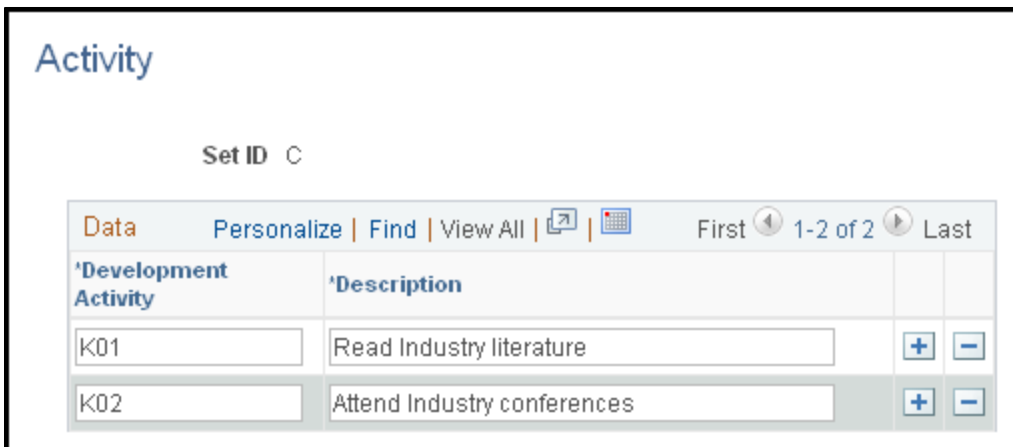 Activity
Set ID C
Data Personalize | Find | View All | | First 1-2 of 2 Last
*Development
Activity
*Description
K01 Read Industry literature
K02 Attend Industry conferences